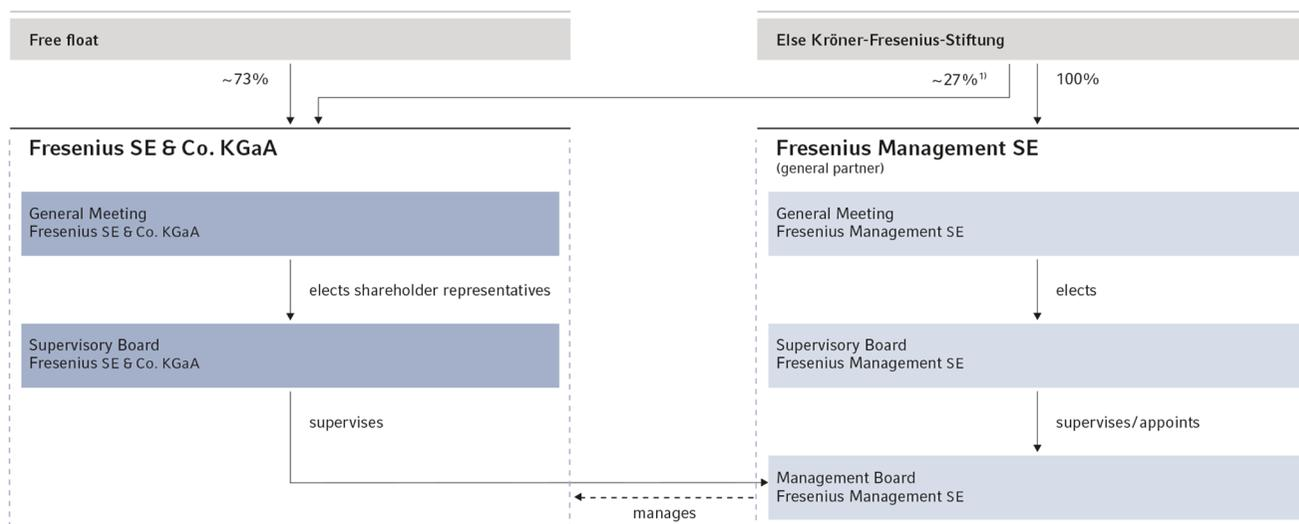 Free float
Else Kröner-Fresenius-Stiftung
~73%
~27%¹⁾
100%
Fresenius SE & Co. KGaA
Fresenius Management SE
(general partner)
General Meeting
Fresenius SE & Co. KGaA
General Meeting
Fresenius Management SE
elects shareholder representatives
elects
Supervisory Board
Fresenius SE & Co. KGaA
Supervisory Board
Fresenius Management SE
supervises
supervises/appoints
Management Board
Fresenius Management SE
manages